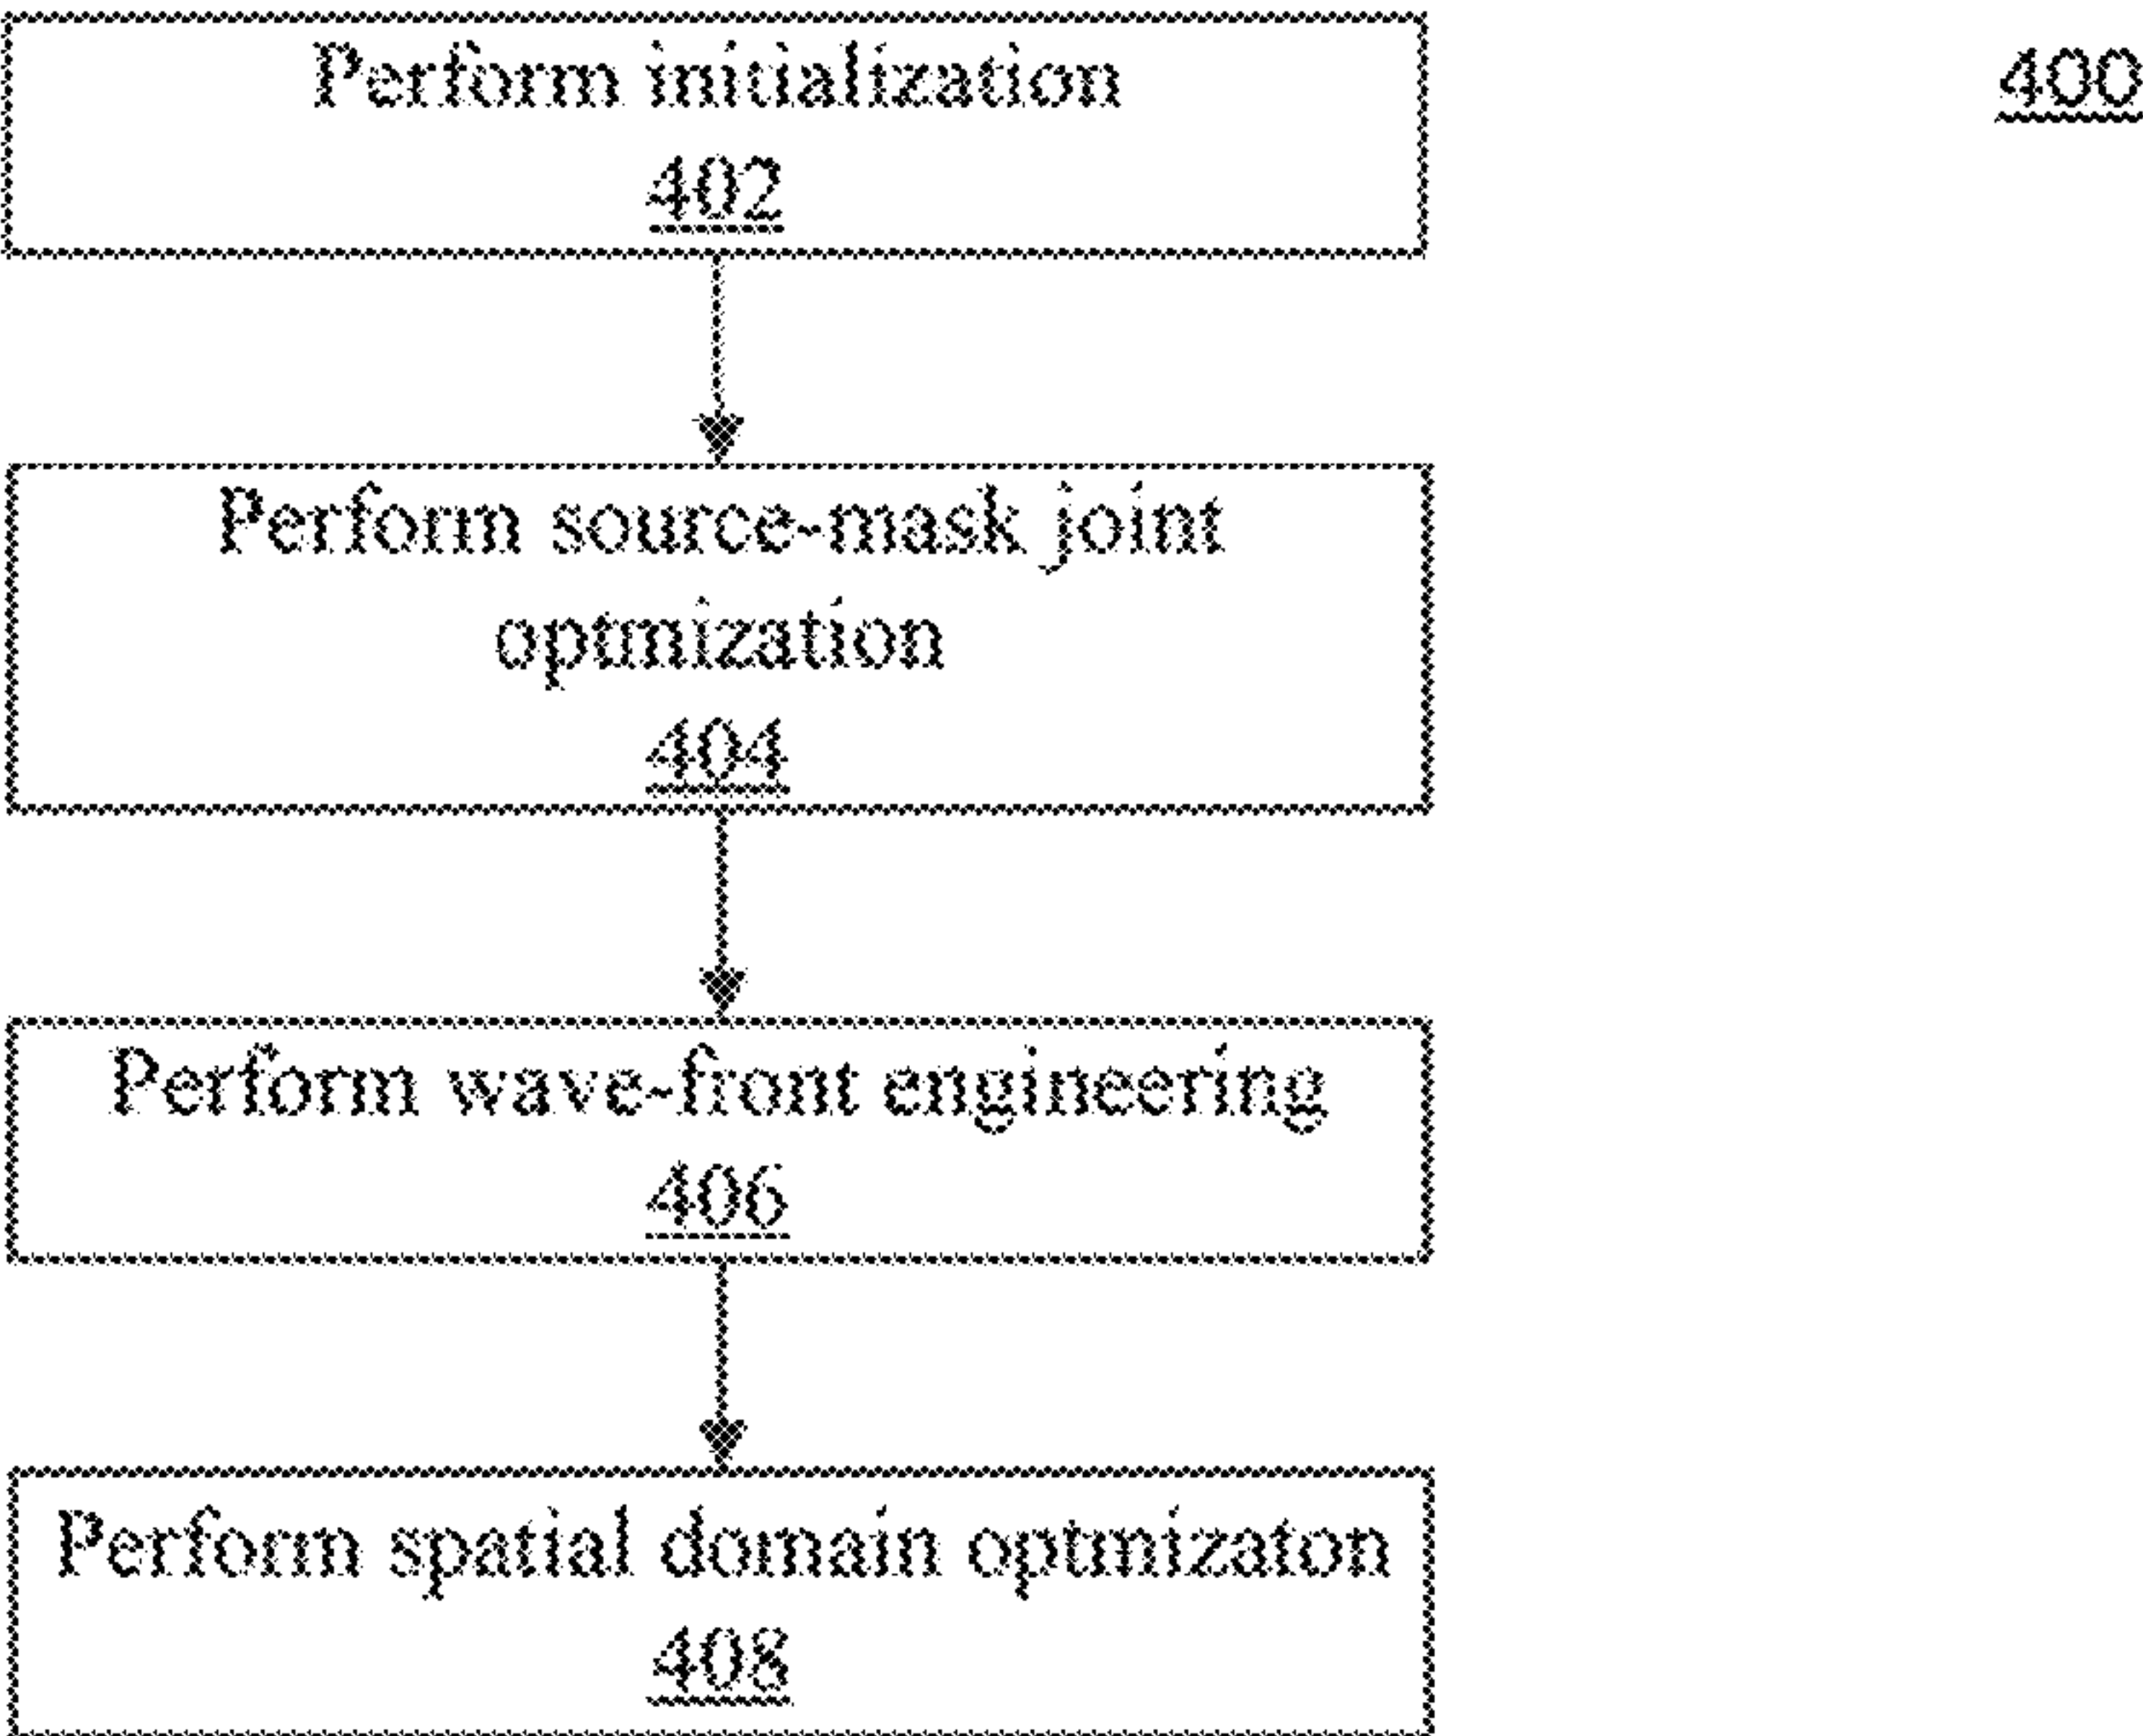 Perform initialization
400
402
Perform source-mask joint
optimization
404
Perform wave-front engineering
406
Perform spatial domain optimization
408